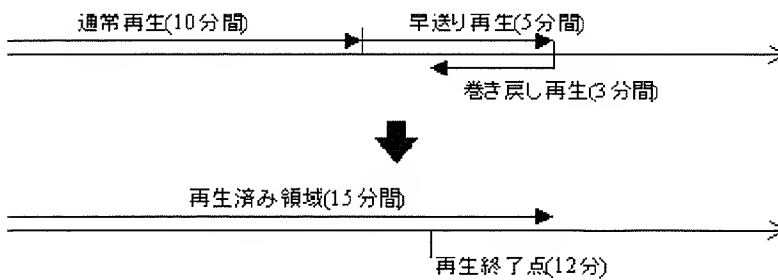 通常再生(10分間)
早送り再生(5分間)
巻き戻し再生(3分間)
再生済み領域(15分間)
再生終了点(12分)